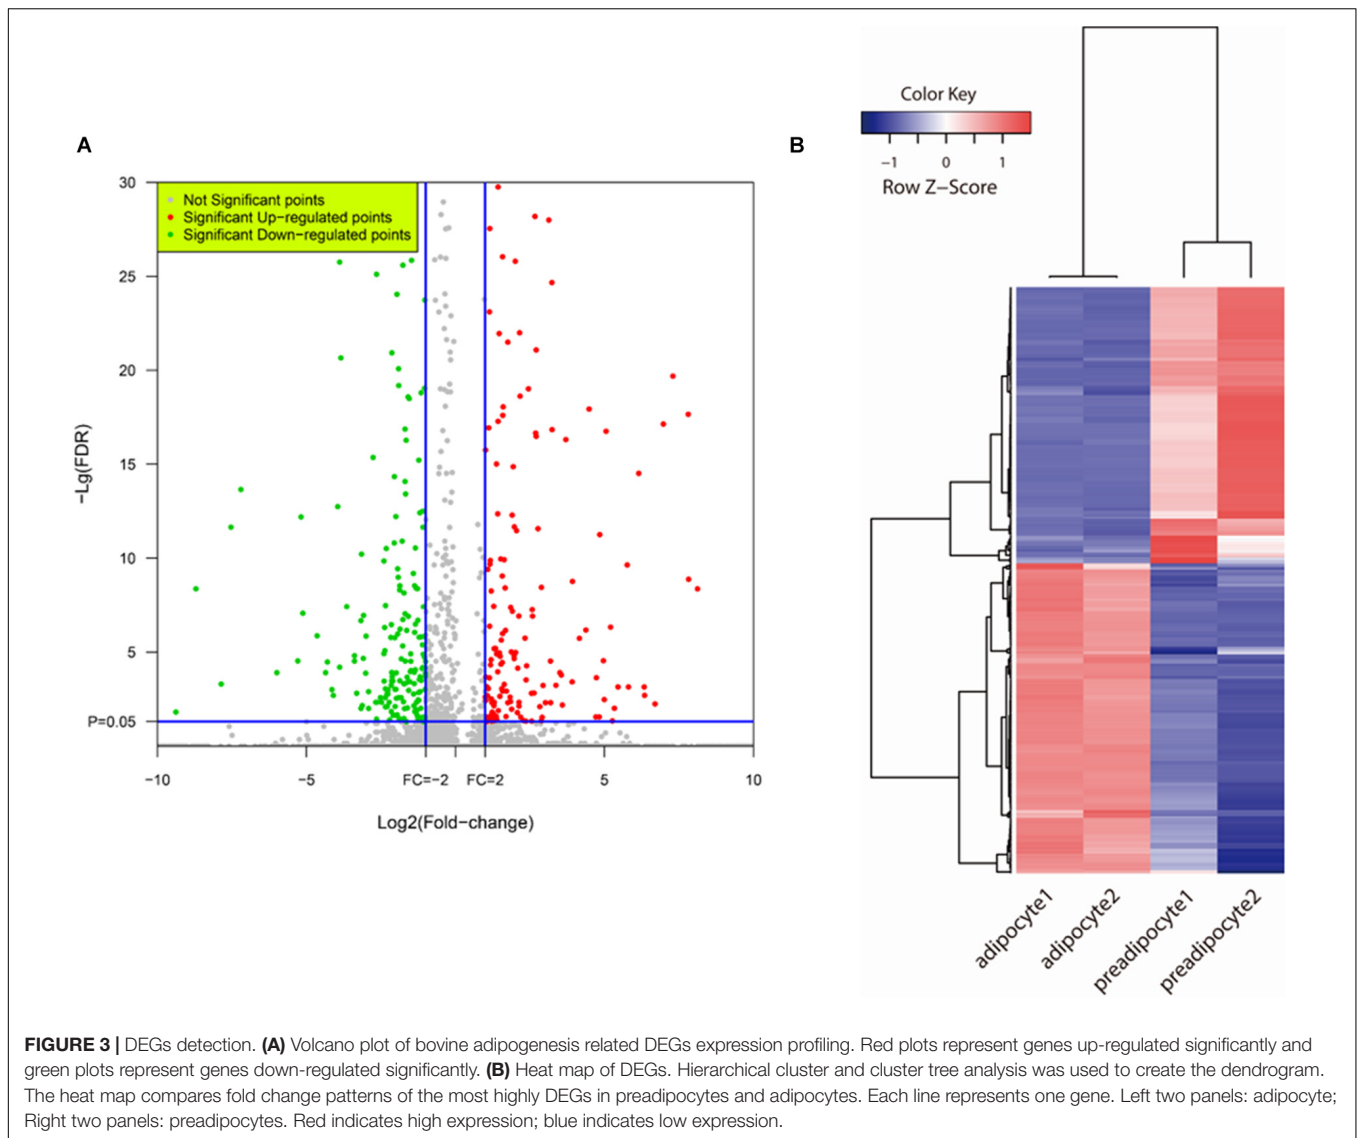 A
30
25
20
15
10
5
P=0.05
−Lg(FDR)
Not Significant points
Significant Up−regulated points
Significant Down−regulated points
−10
−5
FC=−2
FC=2
5
10
Log2(Fold−change)
B
Color Key
−1
0
1
Row Z−Score
adipocyte1
adipocyte2
preadipocyte1
preadipocyte2
FIGURE 3 | DEGs detection. (A) Volcano plot of bovine adipogenesis related DEGs expression profiling. Red plots represent genes up-regulated significantly and
green plots represent genes down-regulated significantly. (B) Heat map of DEGs. Hierarchical cluster and cluster tree analysis was used to create the dendrogram.
The heat map compares fold change patterns of the most highly DEGs in preadipocytes and adipocytes. Each line represents one gene. Left two panels: adipocyte;
Right two panels: preadipocytes. Red indicates high expression; blue indicates low expression.